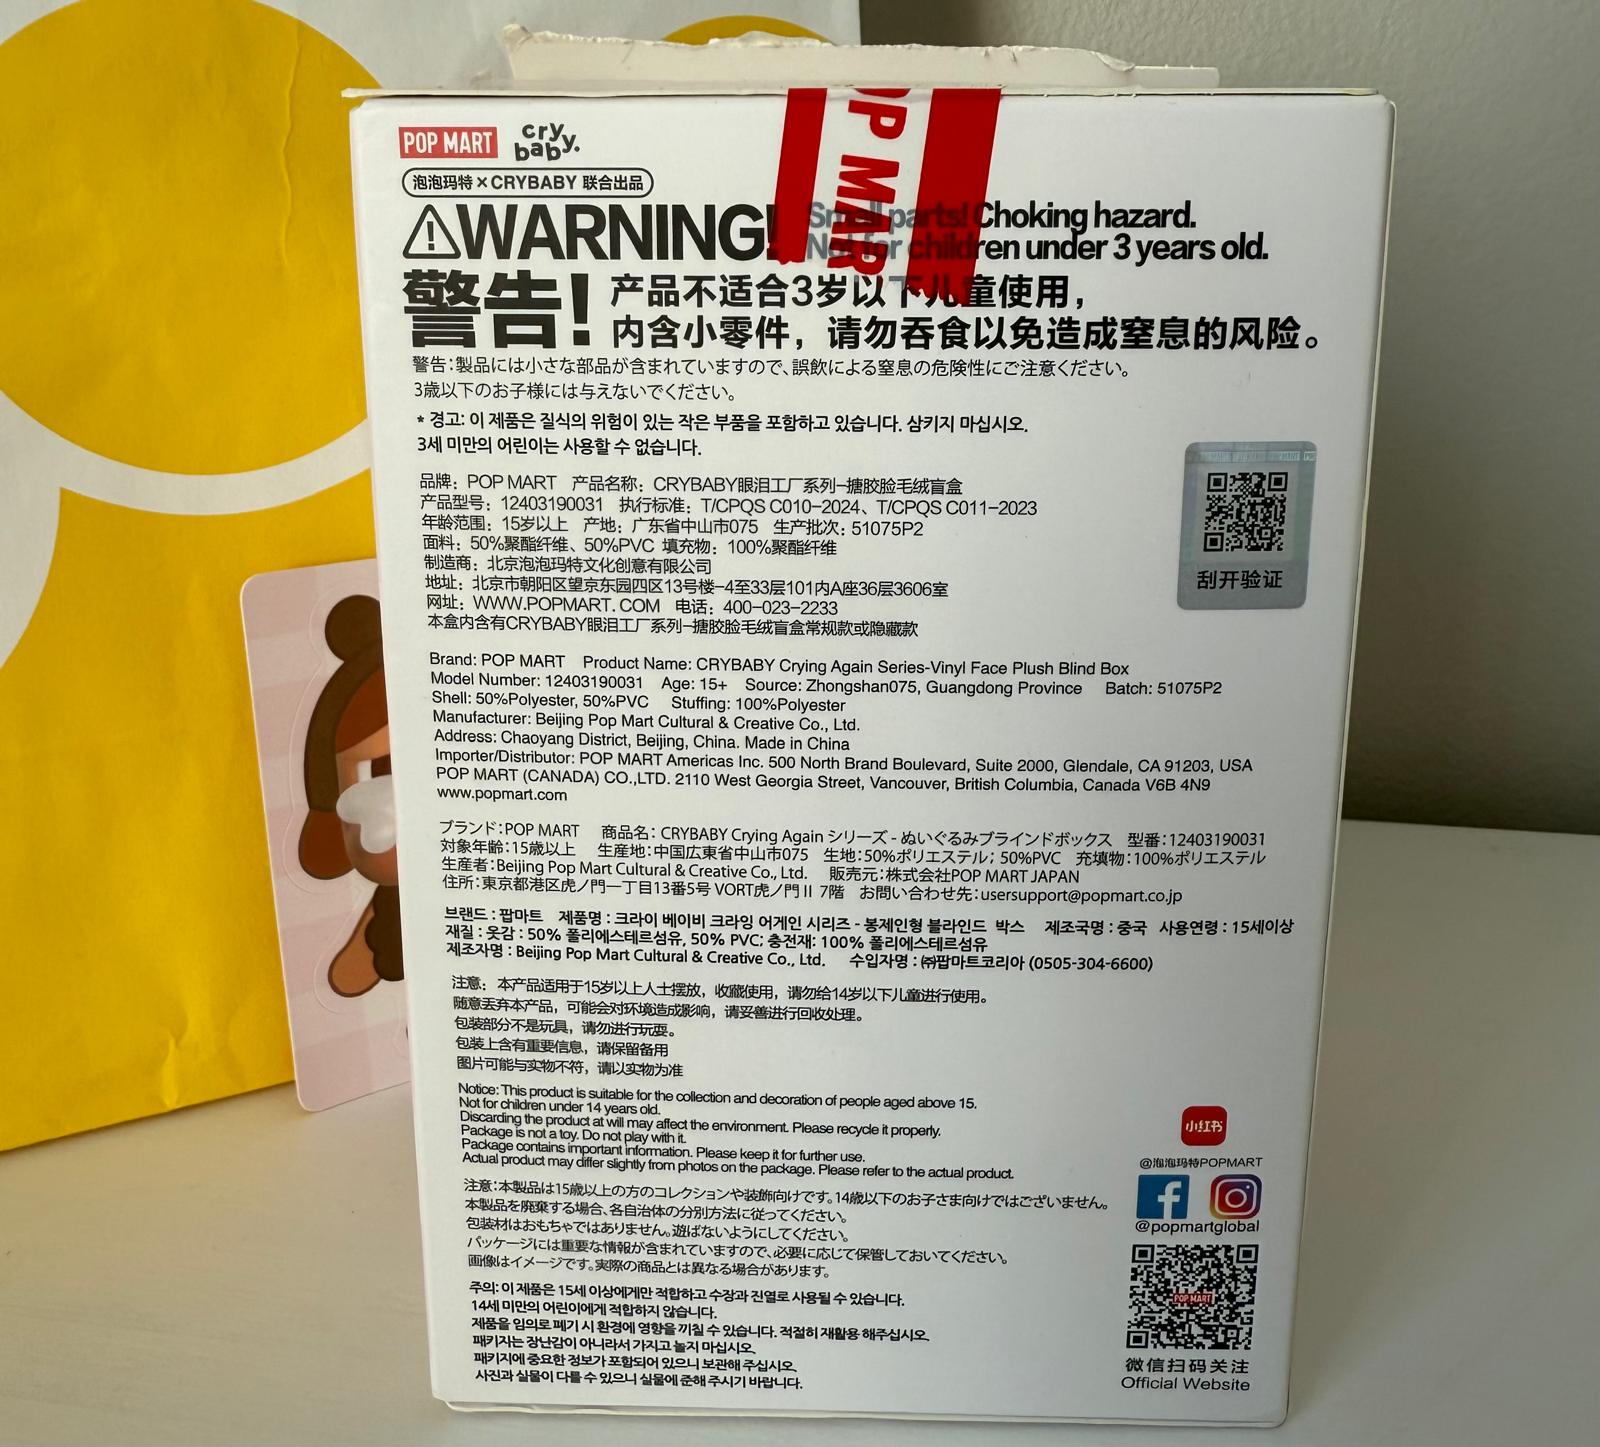 POP MART
cry
baby.
泡泡玛特×CRYBABY 联合出品
POP MAR
WARNING! Small parts! Choking hazard.
Not for children under 3 years old.
警告! 产品不适合3岁以下儿童使用，
内含小零件，请勿吞食以免造成窒息的风险。
警告：製品には小さな部品が含まれていますので、誤飲による窒息の危険性にご注意ください。
3歳以下のお子様には与えないでください。
* 경고: 이 제품은 질식의 위험이 있는 작은 부품을 포함하고 있습니다. 삼키지 마십시오.
3세 미만의 어린이는 사용할 수 없습니다.
品牌：POP MART 产品名称：CRYBABY眼泪工厂系列-搪胶脸毛绒盲盒
产品型号：12403190031 执行标准：T/CPQS C010-2024、T/CPQS C011-2023
年龄范围：15岁以上 产地：广东省中山市075 生产批次：51075P2
面料：50%聚酯纤维、50%PVC 填充物：100%聚酯纤维
制造商：北京泡泡玛特文化创意有限公司
地址：北京市朝阳区望京东园四区13号楼-4至33层101内A座36层3606室
网址：WWW.POPMART.COM 电话：400-023-2233
本盒内含有CRYBABY眼泪工厂系列-搪胶脸毛绒盲盒常规款或隐藏款
刮开验证
Brand: POP MART Product Name: CRYBABY Crying Again Series-Vinyl Face Plush Blind Box
Model Number: 12403190031 Age: 15+ Source: Zhongshan075, Guangdong Province Batch: 51075P2
Shell: 50%Polyester, 50%PVC Stuffing: 100%Polyester
Manufacturer: Beijing Pop Mart Cultural & Creative Co., Ltd.
Address: Chaoyang District, Beijing, China. Made in China
Importer/Distributor: POP MART Americas Inc. 500 North Brand Boulevard, Suite 2000, Glendale, CA 91203, USA
POP MART (CANADA) CO.,LTD. 2110 West Georgia Street, Vancouver, British Columbia, Canada V6B 4N9
www.popmart.com
ブランド：POP MART 商品名：CRYBABY Crying Again シリーズ - ぬいぐるみブラインドボックス 型番：12403190031
対象年齢：15歳以上 生産地：中国広東省中山市075 生地：50%ポリエステル；50%PVC 充填物：100%ポリエステル
生産者：Beijing Pop Mart Cultural & Creative Co., Ltd. 販売元：株式会社POP MART JAPAN
住所：東京都港区虎ノ門一丁目13番5号 VORT虎ノ門Ⅱ 7階 お問い合わせ先：usersupport@popmart.co.jp
브랜드 : 팝마트 제품명 : 크라이 베이비 크라잉 어게인 시리즈 - 봉제인형 블라인드 박스 제조국명 : 중국 사용연령 : 15세이상
재질 : 옷감 : 50% 폴리에스테르섬유, 50% PVC; 충전재: 100% 폴리에스테르섬유
제조자명 : Beijing Pop Mart Cultural & Creative Co., Ltd. 수입자명 : ㈜팝마트코리아 (0505-304-6600)
注意：本产品适用于15岁以上人士摆放，收藏使用，请勿给14岁以下儿童进行使用。
随意丢弃本产品，可能会对环境造成影响，请妥善进行回收处理。
包装部分不是玩具，请勿进行玩耍。
包装上含有重要信息，请保留备用
图片可能与实物不符，请以实物为准
Notice: This product is suitable for the collection and decoration of people aged above 15.
Not for children under 14 years old.
Discarding the product at will may affect the environment. Please recycle it properly.
Package is not a toy. Do not play with it.
Package contains important information. Please keep it for further use.
Actual product may differ slightly from photos on the package. Please refer to the actual product.
注意：本製品は15歳以上の方のコレクションや装飾向けです。14歳以下のお子さま向けではございません。
本製品を廃棄する場合、各自治体の分別方法に従ってください。
包装材はおもちゃではありません。遊ばないようにしてください。
パッケージには重要な情報が含まれていますので、必要に応じて保管しておいてください。
画像はイメージです。実際の商品とは異なる場合があります。
주의: 이 제품은 15세 이상에게만 적합하고 수장과 진열로 사용될 수 있습니다.
14세 미만의 어린이에게 적합하지 않습니다.
제품을 임의로 폐기 시 환경에 영향을 끼칠 수 있습니다. 적절히 재활용 해주십시오.
패키지는 장난감이 아니라서 가지고 놀지 마십시오.
패키지에 중요한 정보가 포함되어 있으니 보관해 주십시오.
사진과 실물이 다를 수 있으니 실물에 준해 주시기 바랍니다.
小红书
@泡泡玛特POPMART
@popmartglobal
POP MART
微信扫码关注
Official Website